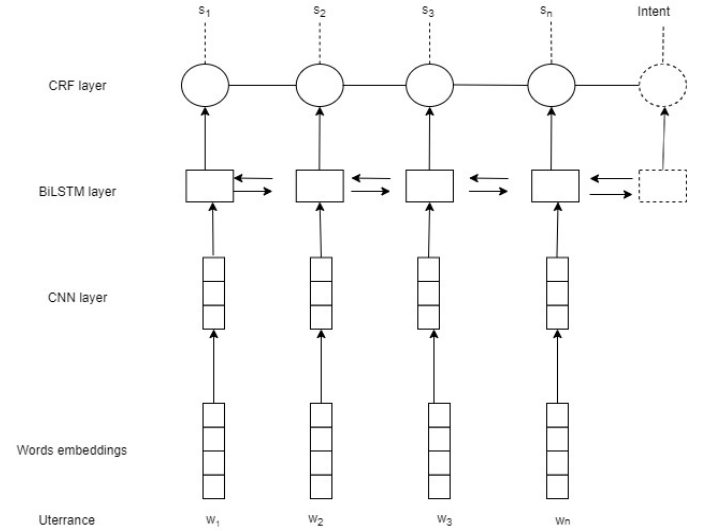 s1 s2 s3 sn Intent
CRF layer
BiLSTM layer
CNN layer
Words embeddings
Uterrance w1 w2 w3 wn